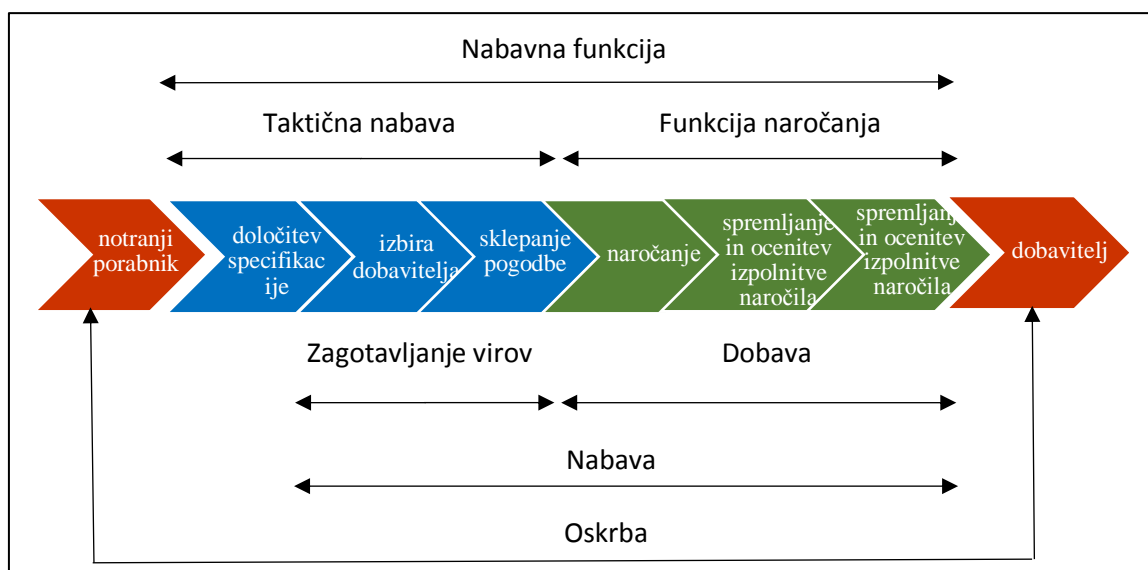 Nabavna funkcija
Taktična nabava
Funkcija naročanja
notranji
porabnik
določitev
specifikac
ije
izbira
dobavitelja
sklepanje
pogodbe
naročanje
spremljanje
in ocenitev
izpolnitve
naročila
spremljanje
in ocenitev
izpolnitve
naročila
dobavitelj
Zagotavljanje virov
Dobava
Nabava
Oskrba